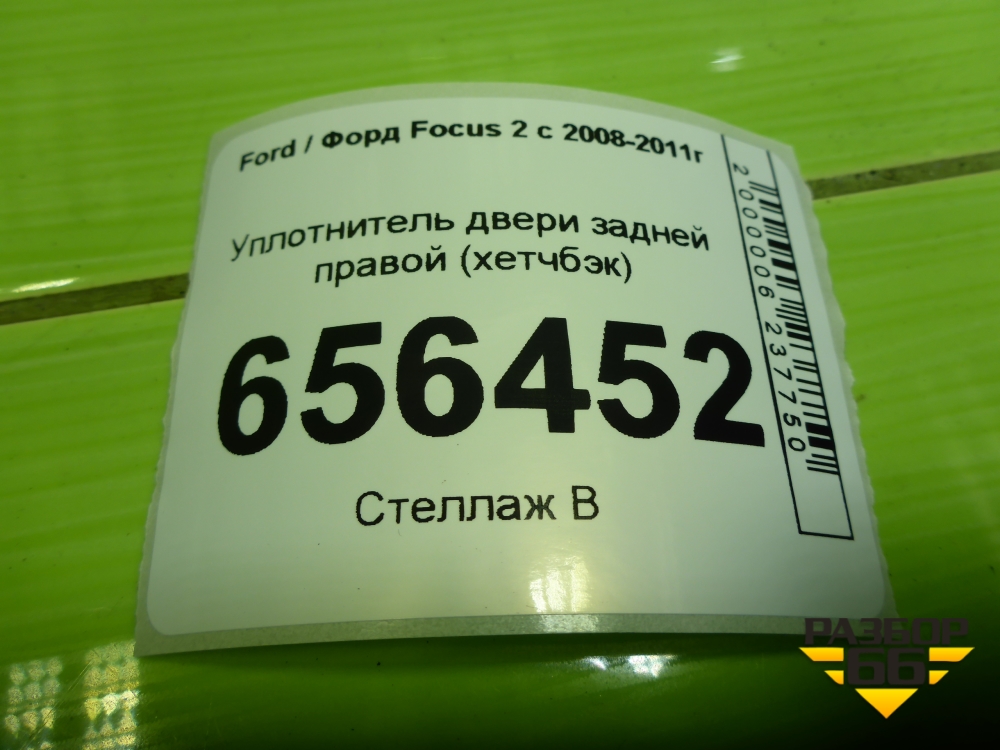 Ford / Форд Focus 2 с 2008-2011г
Уплотнитель двери задней
правой (хетчбэк)
656452
Стеллаж В
2000006237750
РАЗБОР
66